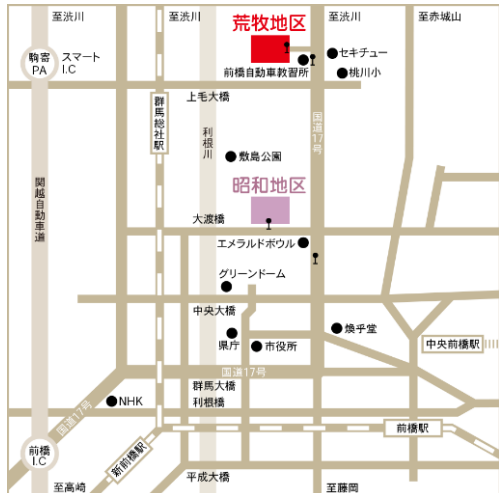 至渋川
荒牧地区
至渋川
至赤城山
駒寄
PA
スマート
I.C
セキチュー
前橋自動車教習所
桃川小
上毛大橋
群馬総社駅
利根川
国道17号
敷島公園
関越自動車道
昭和地区
大渡橋
エメラルドボウル
グリーンドーム
中央大橋
煥乎堂
県庁
市役所
中央前橋駅
国道17号
群馬大橋
利根橋
NHK
国道17号
前橋駅
前橋
I.C
新前橋駅
平成大橋
至高崎
至藤岡